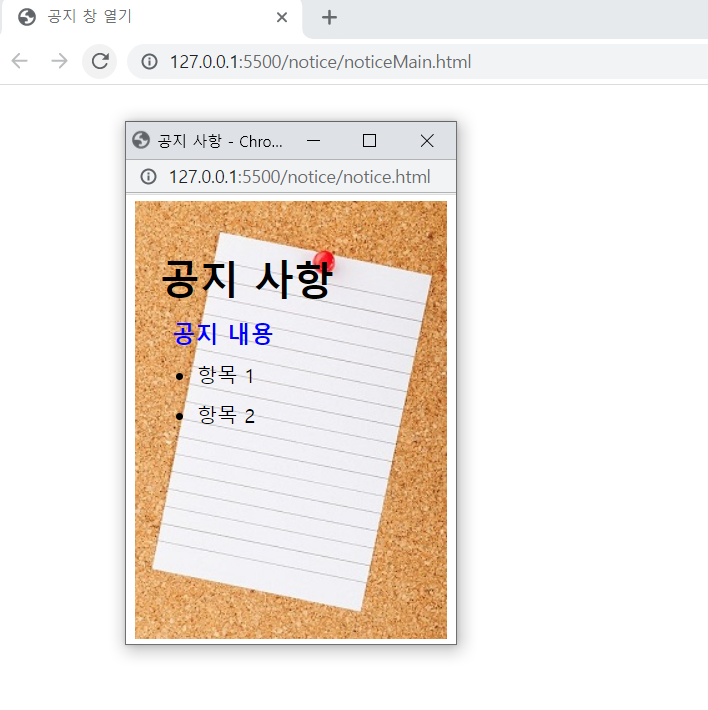 공지 창 열기
127.0.0.1:5500/notice/noticeMain.html
공지 사항 - Chro...
127.0.0.1:5500/notice/notice.html
공지 사항
공지 내용
• 항목 1
• 항목 2